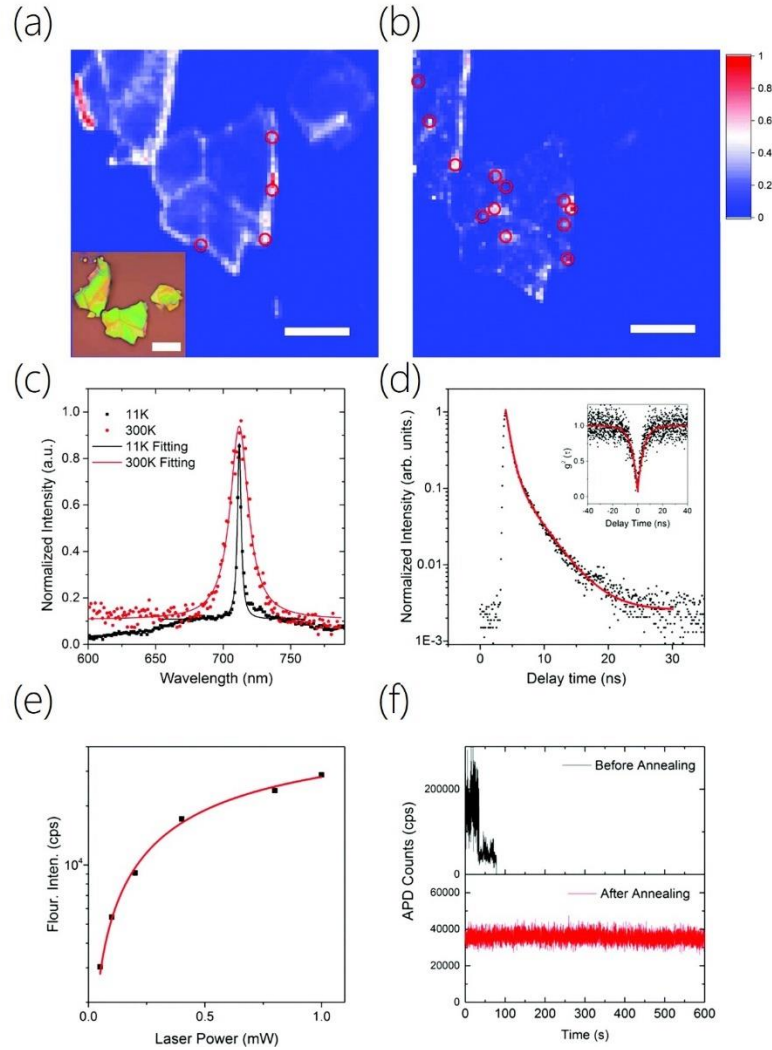 (a)
(b)
1
0.8
0.6
0.4
0.2
0
(c)
(d)
Normalized Intensity (a.u.)
1.0
0.8
0.6
0.4
0.2
0.0
11K
300K
11K Fitting
300K Fitting
600 650 700 750
Wavelength (nm)
Normalized Intensity (arb. units.)
1
0.1
0.01
1E-3
0 10 20 30
Delay time (ns)
g² (τ)
1.0
0.5
0.0
-40 -20 0 20 40
Delay Time (ns)
(e)
(f)
Flour. Inten. (cps)
10⁴
0.0 0.5 1.0
Laser Power (mW)
APD Counts (cps)
200000
0
Before Annealing
60000
40000
20000
0
After Annealing
0 100 200 300 400 500 600
Time (s)